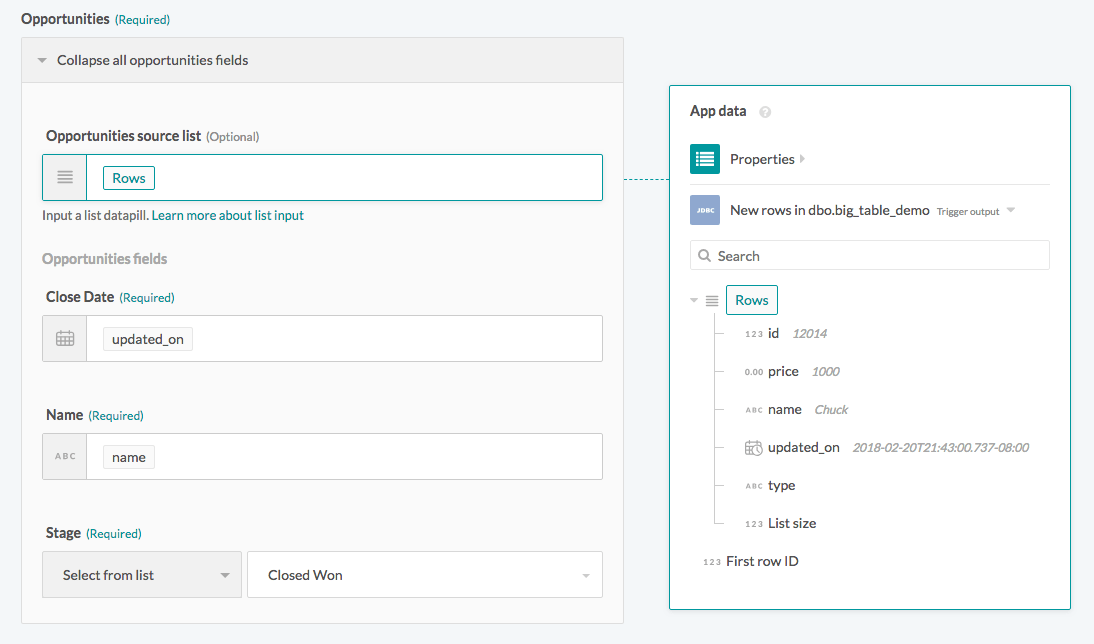 Opportunities (Required)
Collapse all opportunities fields
Opportunities source list (Optional)
Rows
Input a list datapill. Learn more about list input
Opportunities fields
Close Date (Required)
updated_on
Name (Required)
ABC name
Stage (Required)
Select from list Closed Won
App data ?
Properties
JDBC New rows in dbo.big_table_demo Trigger output
Search
Rows
123 id 12014
0.00 price 1000
ABC name Chuck
updated_on 2018-02-20T21:43:00.737-08:00
ABC type
123 List size
123 First row ID